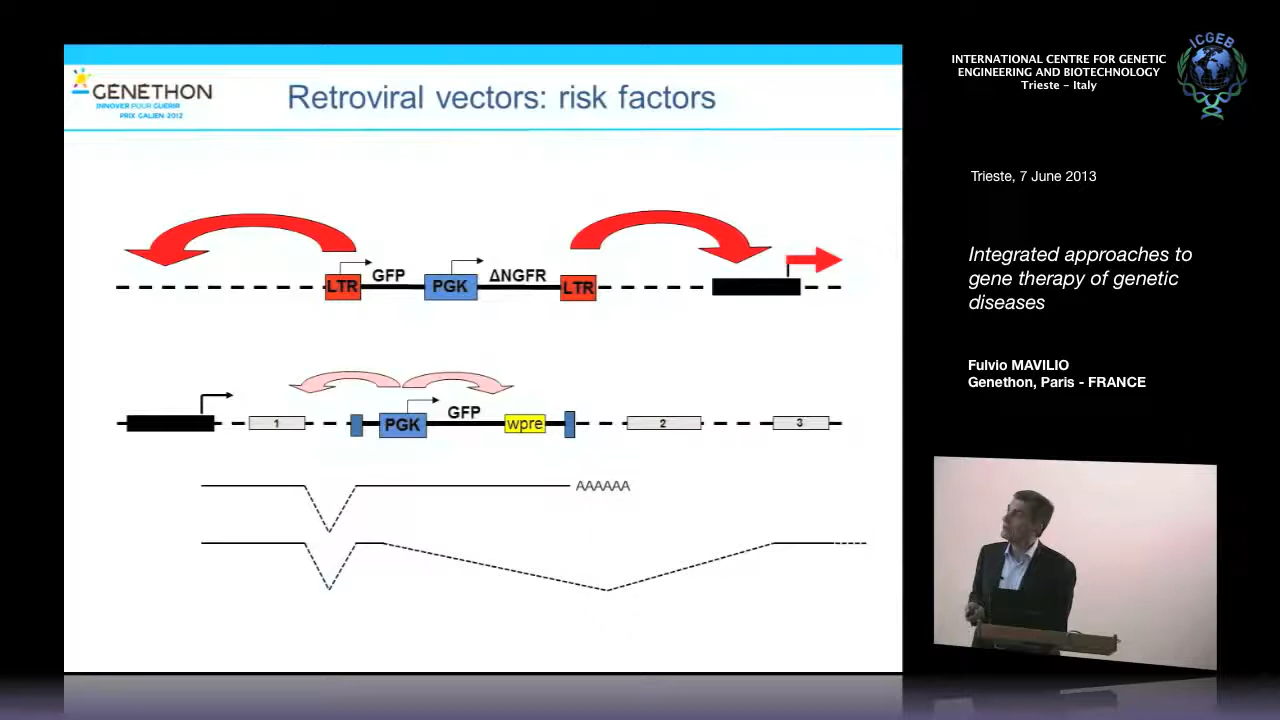 GENETHON
INNOVER POUR GUÉRIR
PRIX GALIEN 2012
Retroviral vectors: risk factors
LTR
GFP
PGK
ΔNGFR
LTR
1
PGK
GFP
wpre
2
3
AAAAAA
INTERNATIONAL CENTRE FOR GENETIC
ENGINEERING AND BIOTECHNOLOGY
Trieste - Italy
ICGEB
Trieste, 7 June 2013
Integrated approaches to
gene therapy of genetic
diseases
Fulvio MAVILIO
Genethon, Paris - FRANCE